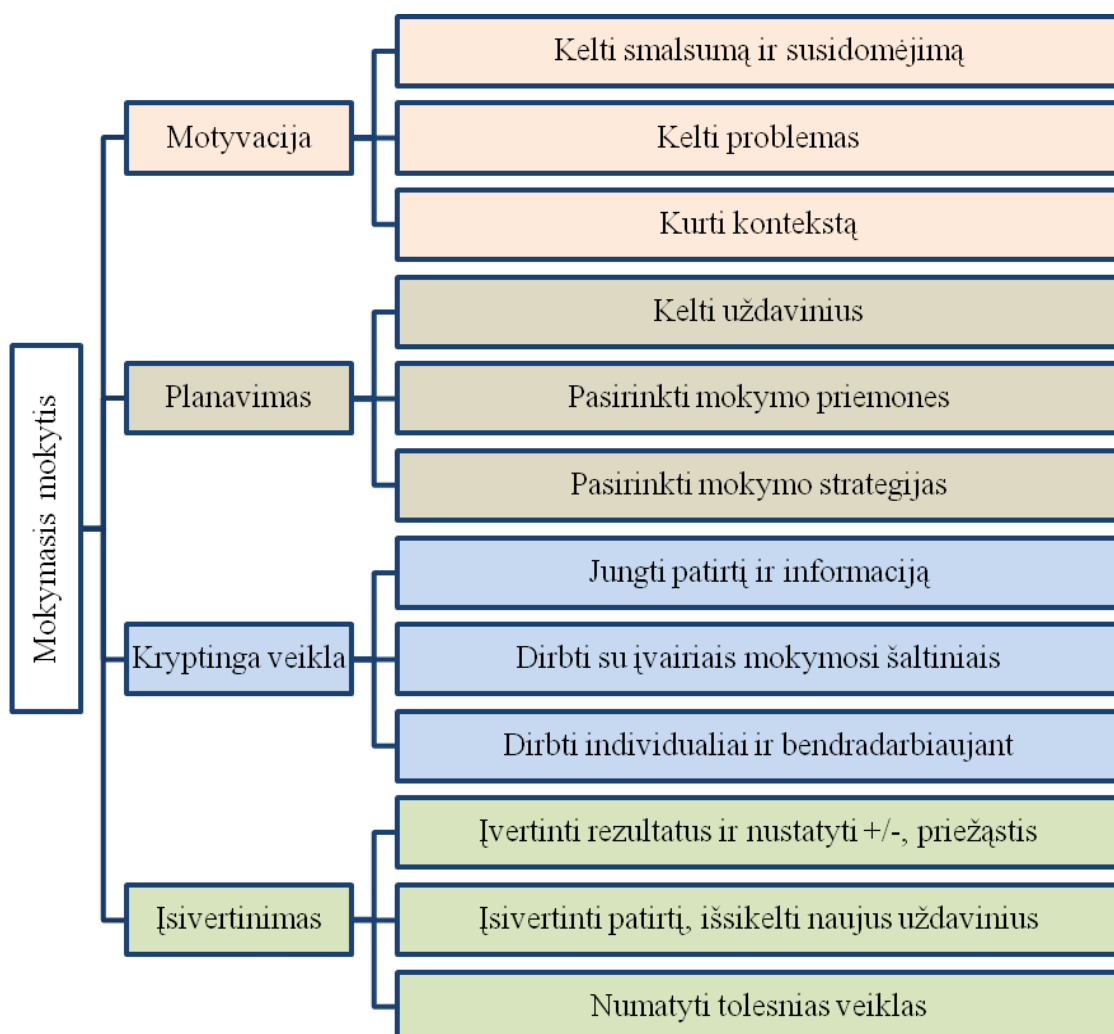 Mokymasis mokytis
Motyvacija
Kelti smalsumą ir susidomėjimą
Kelti problemas
Kurti kontekstą
Planavimas
Kelti uždavinius
Pasirinkti mokymo priemones
Pasirinkti mokymo strategijas
Kryptinga veikla
Jungti patirtį ir informaciją
Dirbti su įvairiais mokymosi šaltiniais
Dirbti individualiai ir bendradarbiaujant
Įsivertinimas
Įvertinti rezultatus ir nustatyti +/-, priežąstis
Įsivertinti patirtį, išsikelti naujus uždavinius
Numatyti tolesnias veiklas